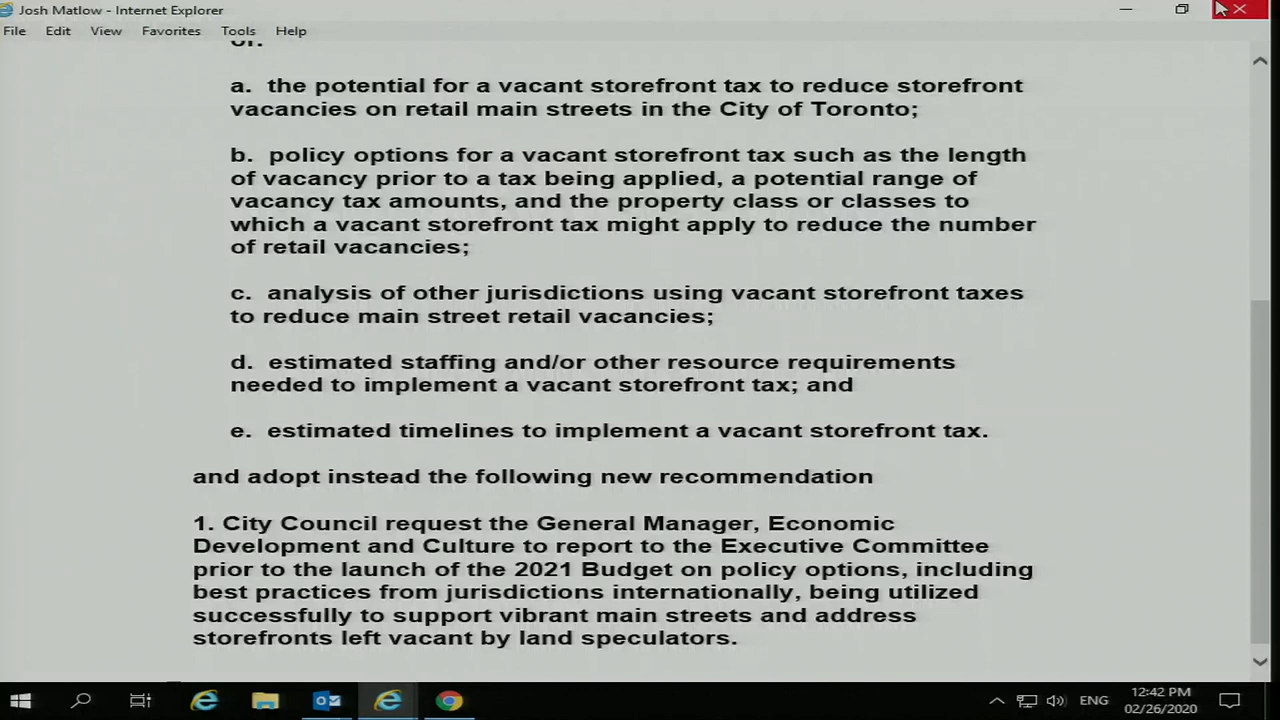 Josh Matlow - Internet Explorer
File Edit View Favorites Tools Help
of:
a. the potential for a vacant storefront tax to reduce storefront
vacancies on retail main streets in the City of Toronto;
b. policy options for a vacant storefront tax such as the length
of vacancy prior to a tax being applied, a potential range of
vacancy tax amounts, and the property class or classes to
which a vacant storefront tax might apply to reduce the number
of retail vacancies;
c. analysis of other jurisdictions using vacant storefront taxes
to reduce main street retail vacancies;
d. estimated staffing and/or other resource requirements
needed to implement a vacant storefront tax; and
e. estimated timelines to implement a vacant storefront tax.
and adopt instead the following new recommendation
1. City Council request the General Manager, Economic
Development and Culture to report to the Executive Committee
prior to the launch of the 2021 Budget on policy options, including
best practices from jurisdictions internationally, being utilized
successfully to support vibrant main streets and address
storefronts left vacant by land speculators.
ENG
12:42 PM
02/26/2020